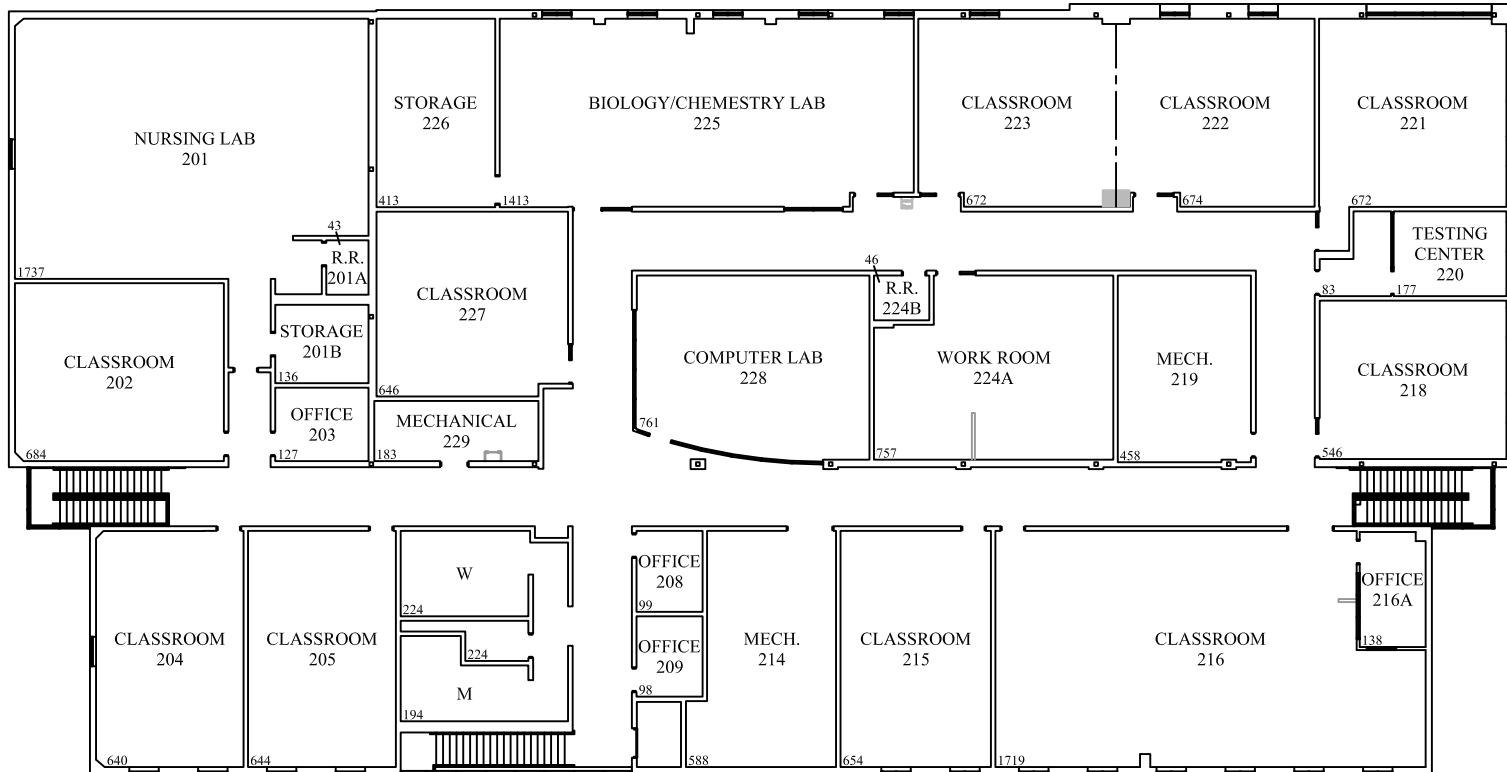 NURSING LAB
201
1737
43
R.R.
201A
STORAGE
226
413
BIOLOGY/CHEMESTRY LAB
225
1413
CLASSROOM
223
672
CLASSROOM
222
674
CLASSROOM
221
672
TESTING
CENTER
220
177
83
CLASSROOM
202
684
STORAGE
201B
136
OFFICE
203
127
CLASSROOM
227
646
MECHANICAL
229
183
COMPUTER LAB
228
761
46
R.R.
224B
WORK ROOM
224A
757
MECH.
219
458
CLASSROOM
218
546
CLASSROOM
204
640
CLASSROOM
205
644
W
224
224
M
194
OFFICE
208
99
OFFICE
209
98
MECH.
214
588
CLASSROOM
215
654
CLASSROOM
216
1719
OFFICE
216A
138